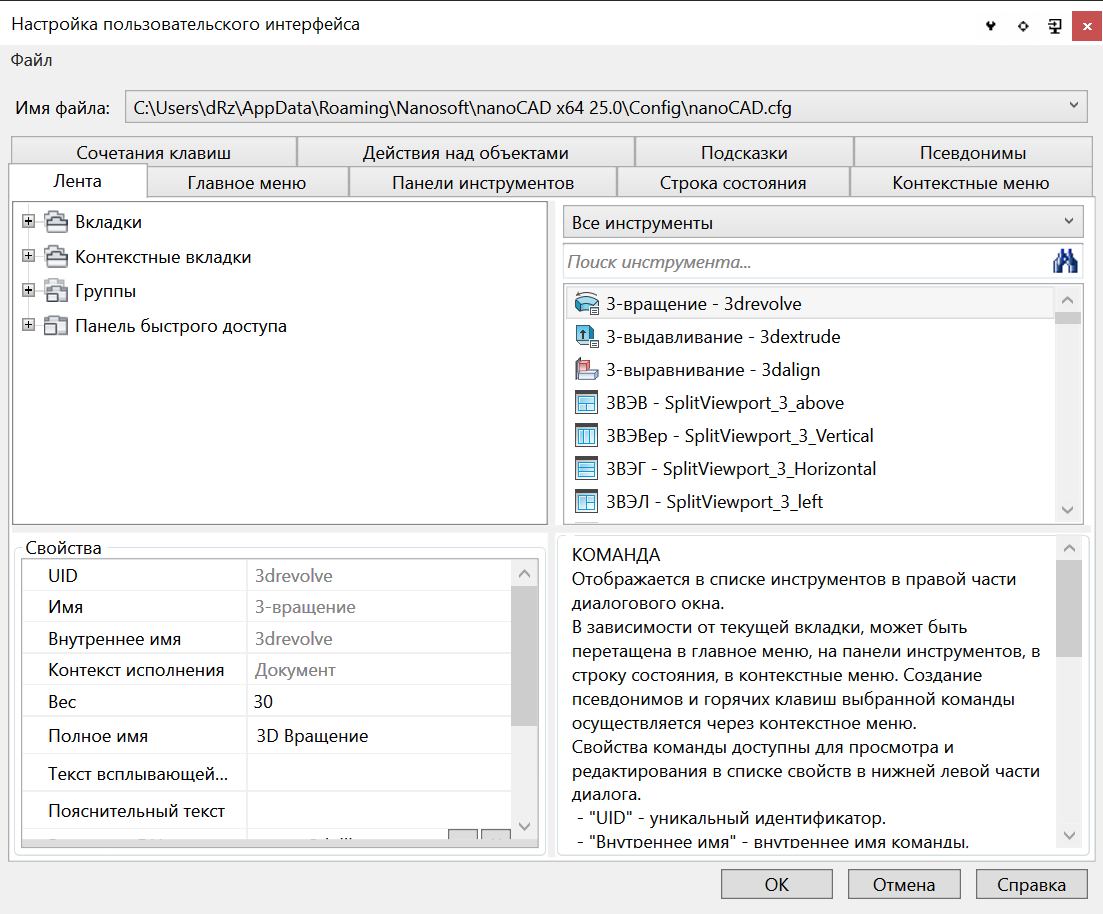 Настройка пользовательского интерфейса
Файл
Имя файла:
C:\Users\dRz\AppData\Roaming\Nanosoft\nanoCAD x64 25.0\Config\nanoCAD.cfg
Сочетания клавиш
Действия над объектами
Подсказки
Псевдонимы
Лента
Главное меню
Панели инструментов
Строка состояния
Контекстные меню
Вкладки
Контекстные вкладки
Группы
Панель быстрого доступа
Все инструменты
Поиск инструмента...
3-вращение - 3drevolve
3-выдавливание - 3dextrude
3-выравнивание - 3dalign
3ВЭВ - SplitViewport_3_above
3ВЭВер - SplitViewport_3_Vertical
3ВЭГ - SplitViewport_3_Horizontal
3ВЭЛ - SplitViewport_3_left
Свойства
UID 3drevolve
Имя 3-вращение
Внутреннее имя 3drevolve
Контекст исполнения Документ
Вес 30
Полное имя 3D Вращение
Текст всплывающей...
Пояснительный текст
КОМАНДА
Отображается в списке инструментов в правой части
диалогового окна.
В зависимости от текущей вкладки, может быть
перетащена в главное меню, на панели инструментов, в
строку состояния, в контекстные меню. Создание
псевдонимов и горячих клавиш выбранной команды
осуществляется через контекстное меню.
Свойства команды доступны для просмотра и
редактирования в списке свойств в нижней левой части
диалога.
- "UID" - уникальный идентификатор.
- "Внутреннее имя" - внутреннее имя команды.
ОК
Отмена
Справка